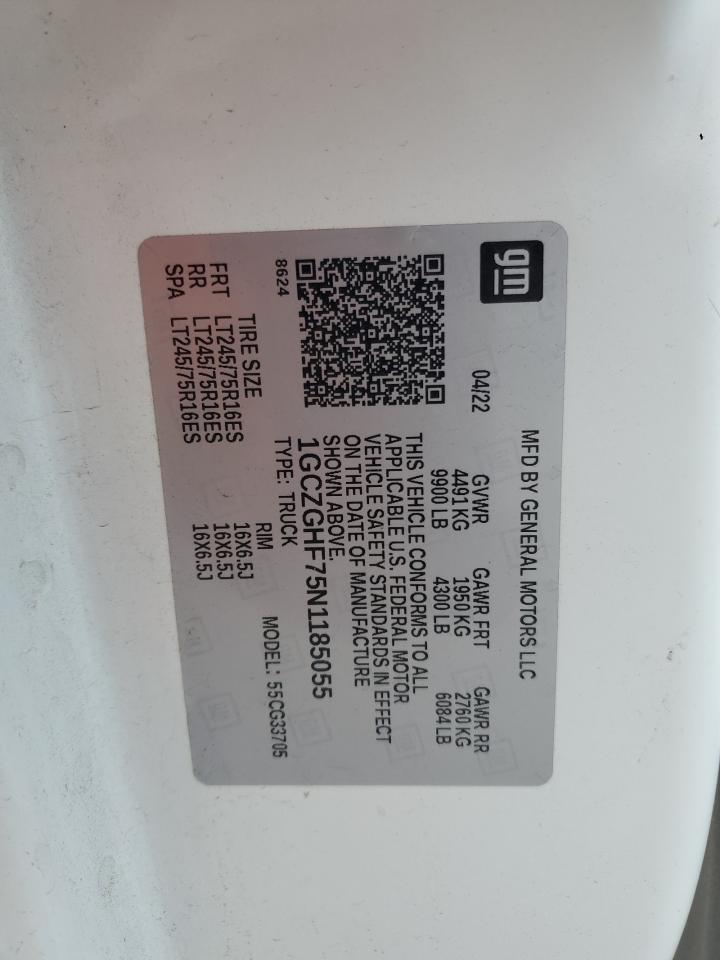 gm
MFD BY GENERAL MOTORS LLC
04/22 GVWR GAWR FRT GAWR RR
4491 KG 1950 KG 2760 KG
9900 LB 4300 LB 6084 LB
THIS VEHICLE CONFORMS TO ALL
APPLICABLE U.S. FEDERAL MOTOR
VEHICLE SAFETY STANDARDS IN EFFECT
ON THE DATE OF MANUFACTURE
SHOWN ABOVE.
1GCZGHF75N1185055
8624 TYPE: TRUCK MODEL: 55CG33705
TIRE SIZE RIM
FRT LT245/75R16ES 16X6.5J
RR LT245/75R16ES 16X6.5J
SPA LT245/75R16ES 16X6.5J